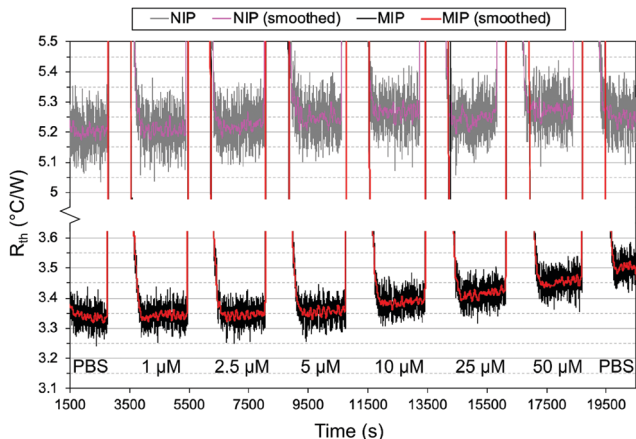 NIP NIP (smoothed) MIP MIP (smoothed)
5.5
5.4
5.3
5.2
5.1
5
Rth (°C/W)
3.6
3.5
3.4
3.3
3.2
3.1
PBS 1 µM 2.5 µM 5 µM 10 µM 25 µM 50 µM PBS
1500 3500 5500 7500 9500 11500 13500 15500 17500 19500
Time (s)